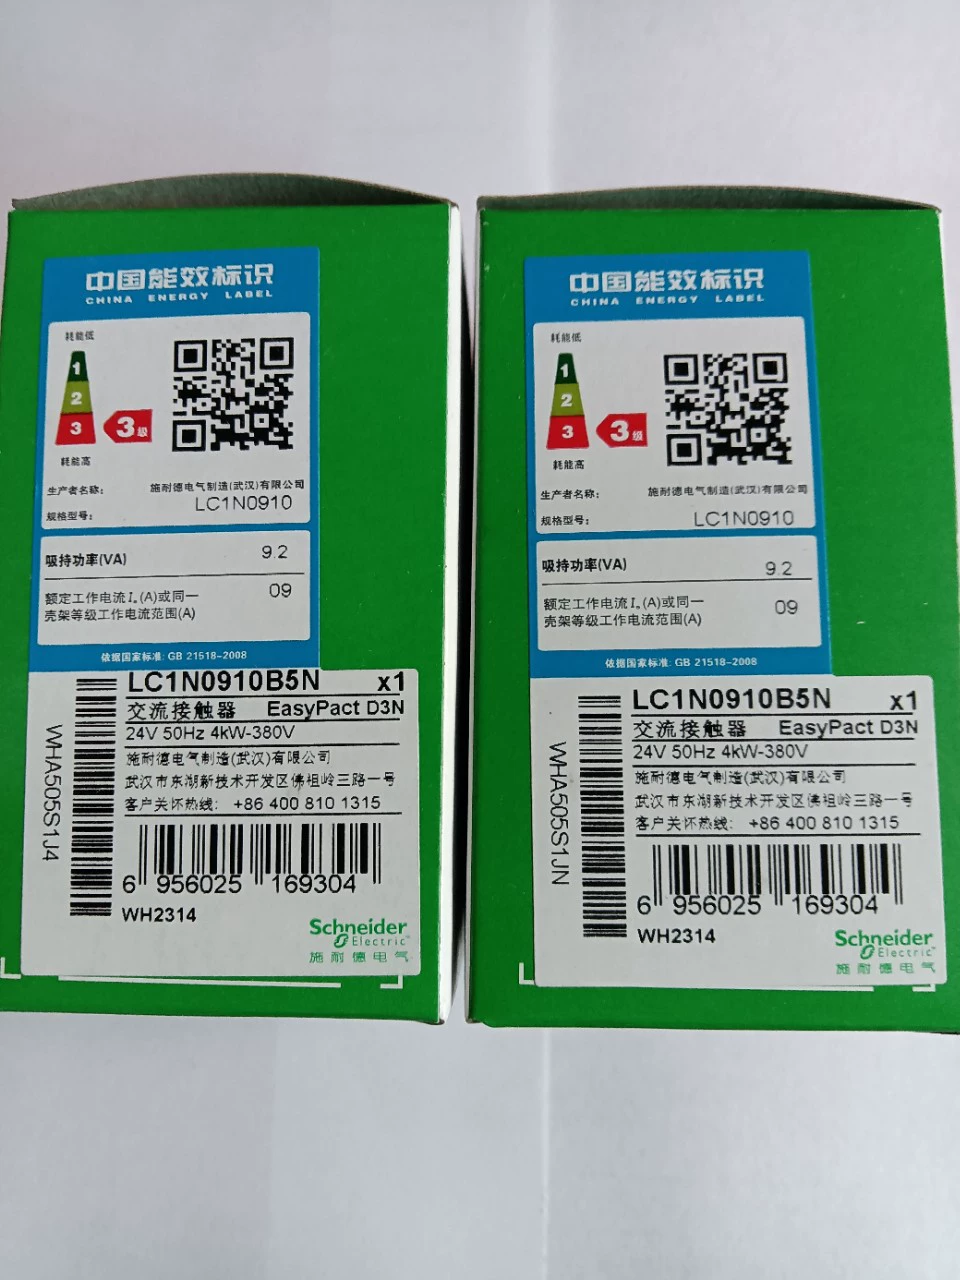 中国能效标识
CHINA ENERGY LABEL
耗能低
1
2
3
3级
耗能高
生产者名称: 施耐德电气制造(武汉)有限公司
规格型号: LC1N0910
吸持功率(VA) 9.2
额定工作电流Iₑ(A)或同一 09
壳架等级工作电流范围(A)
依据国家标准: GB 21518-2008
LC1N0910B5N x1
交流接触器 EasyPact D3N
24V 50Hz 4kW-380V
施耐德电气制造(武汉)有限公司
武汉市东湖新技术开发区佛祖岭三路一号
客户关怀热线: +86 400 810 1315
WHA505S1J4
6 956025 169304
WH2314
Schneider
Electric
施耐德电气
中国能效标识
CHINA ENERGY LABEL
耗能低
1
2
3
3级
耗能高
生产者名称: 施耐德电气制造(武汉)有限公司
规格型号: LC1N0910
吸持功率(VA) 9.2
额定工作电流Iₑ(A)或同一 09
壳架等级工作电流范围(A)
依据国家标准: GB 21518-2008
LC1N0910B5N x1
交流接触器 EasyPact D3N
24V 50Hz 4kW-380V
施耐德电气制造(武汉)有限公司
武汉市东湖新技术开发区佛祖岭三路一号
客户关怀热线: +86 400 810 1315
WHA505S1JN
6 956025 169304
WH2314
Schneider
Electric
施耐德电气